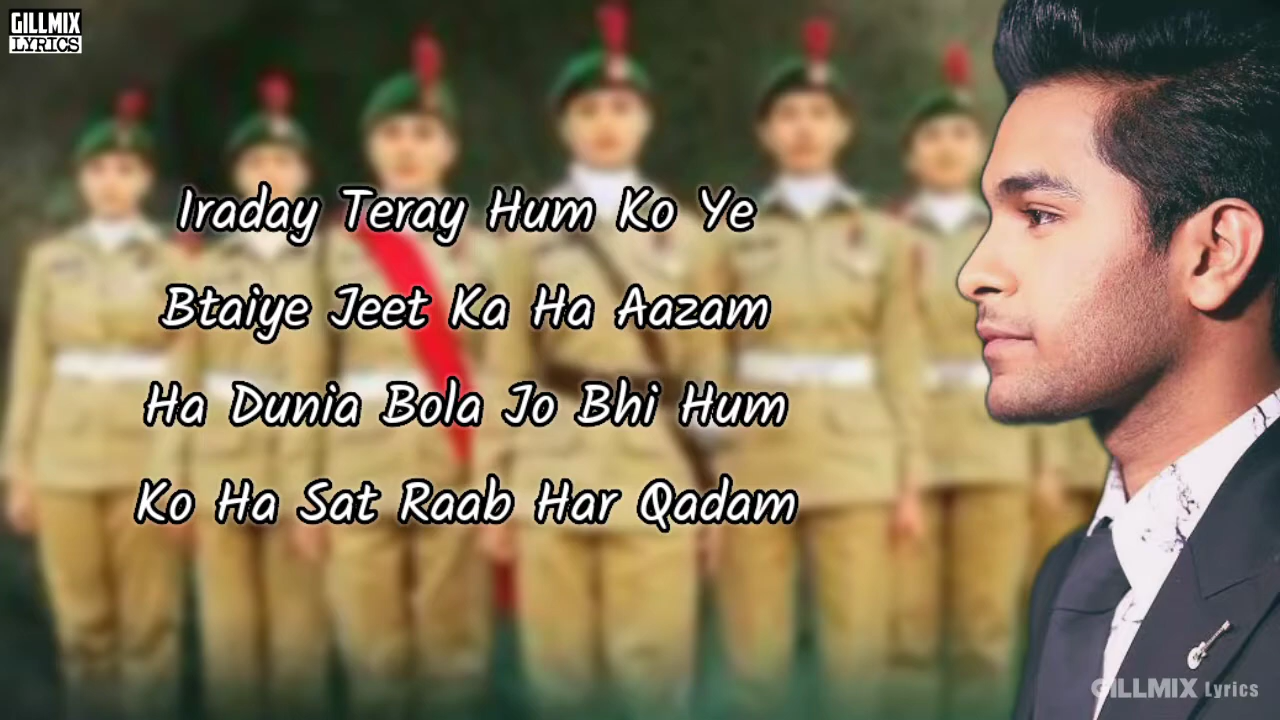 GILLMIX
LYRICS
Iraday Teray Hum Ko Ye
Btaiye Jeet Ka Ha Aazam
Ha Dunia Bola Jo Bhi Hum
Ko Ha Sat Raab Har Qadam
GILLMIX Lyrics